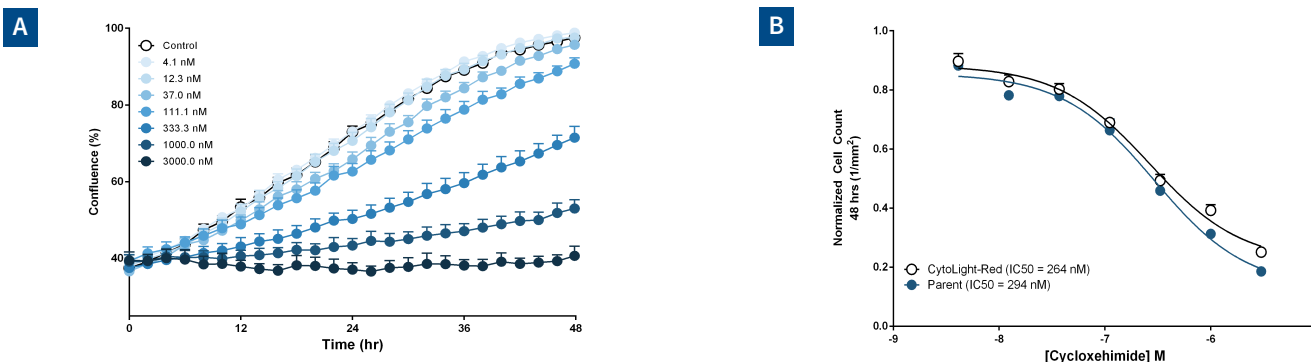 A
Confluence (%)
100
80
60
40
Control
4.1 nM
12.3 nM
37.0 nM
111.1 nM
333.3 nM
1000.0 nM
3000.0 nM
0
12
24
36
48
Time (hr)
B
Normalized Cell Count
48 hrs (1/mm²)
1.0
0.8
0.6
0.4
0.2
0.0
CytoLight-Red (IC50 = 264 nM)
Parent (IC50 = 294 nM)
-9
-8
-7
-6
[Cycloxehimide] M